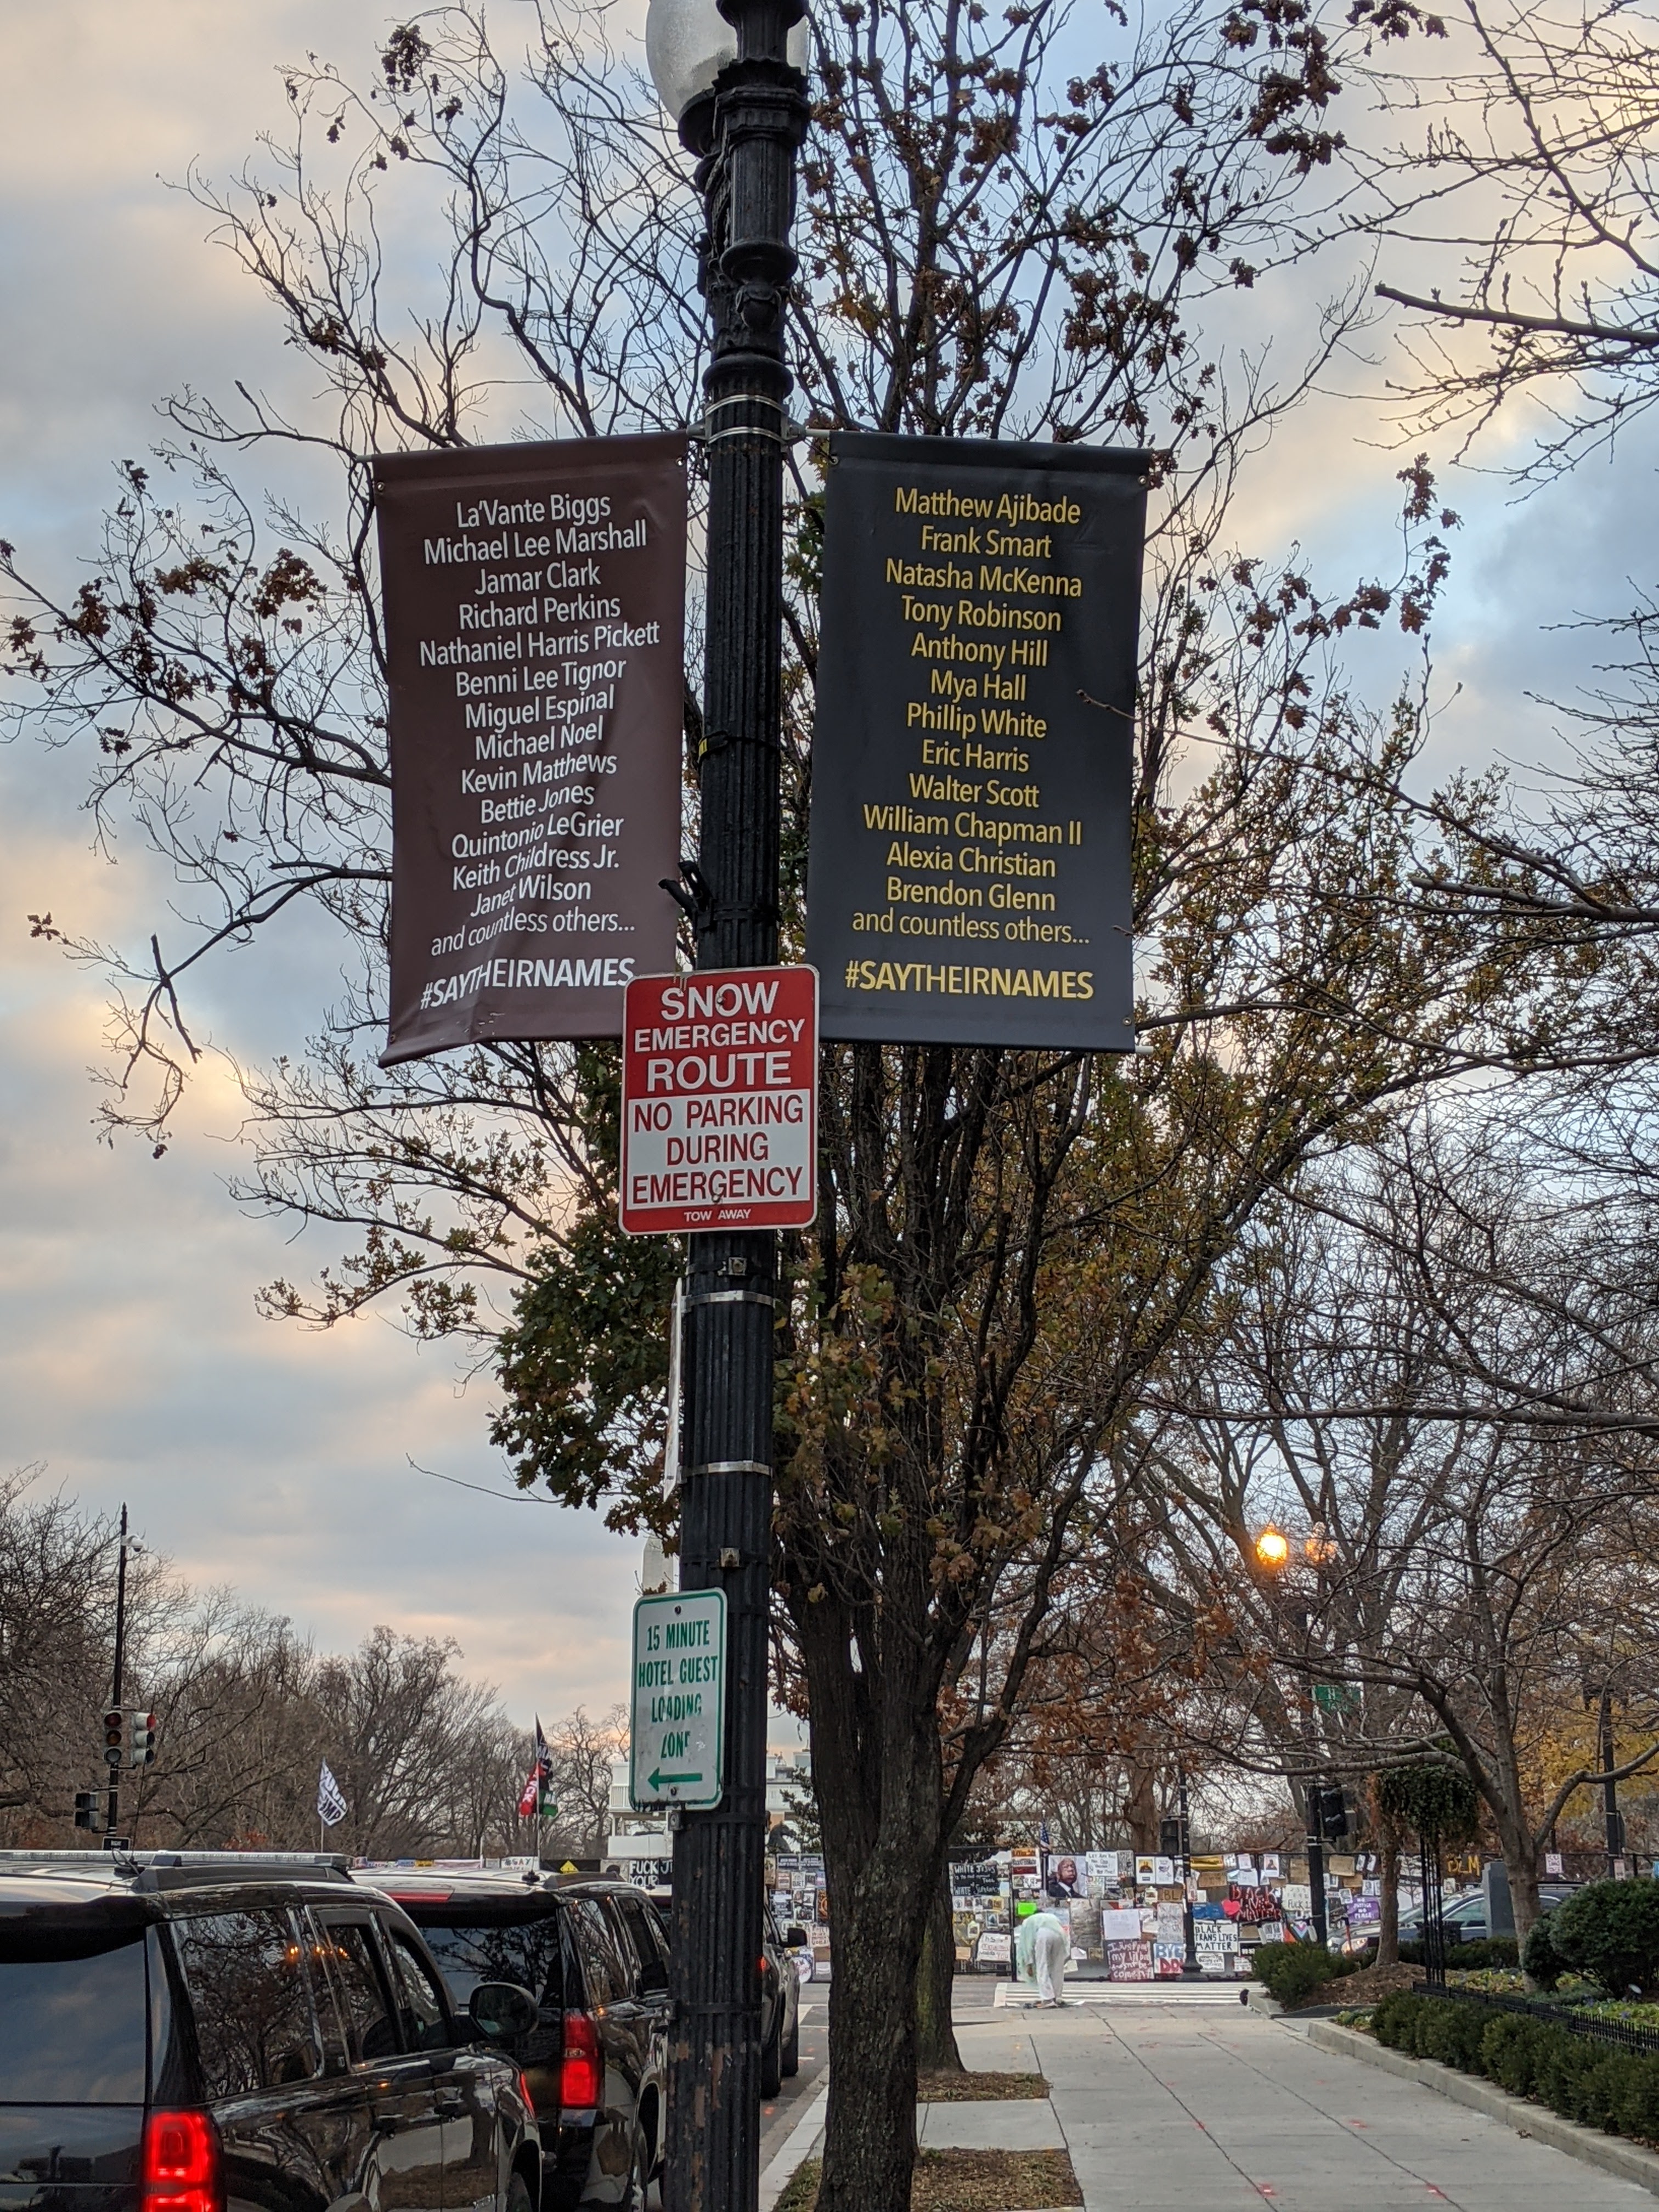 La'Vante Biggs
Michael Lee Marshall
Jamar Clark
Richard Perkins
Nathaniel Harris Pickett
Benni Lee Tignor
Miguel Espinal
Michael Noel
Kevin Matthews
Bettie Jones
Quintonio LeGrier
Keith Childress Jr.
Janet Wilson
and countless others...
#SAYTHEIRNAMES
Matthew Ajibade
Frank Smart
Natasha McKenna
Tony Robinson
Anthony Hill
Mya Hall
Phillip White
Eric Harris
Walter Scott
William Chapman II
Alexia Christian
Brendon Glenn
and countless others...
#SAYTHEIRNAMES
SNOW
EMERGENCY
ROUTE
NO PARKING
DURING
EMERGENCY
TOW AWAY
15 MINUTE
HOTEL GUEST
LOADING
ZONE
FUCK
YOUR
WHITE
BLM
BLACK
TRANS LIVES
MATTER